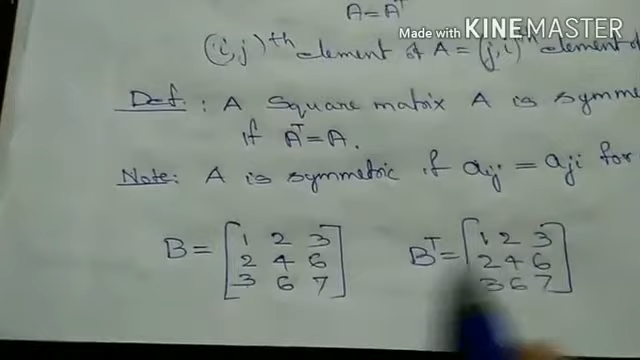 A = Aᵀ
Made with KINEMASTER
(i,j)ᵗʰ element of A = (j,i)ᵗʰ element of
Def. : A Square matrix A is symme
if Aᵀ = A.
Note: A is symmetric if aij = aji for
B = [1 2 3 Bᵀ = [1 2 3
2 4 6 2 4 6
3 6 7] 3 6 7]